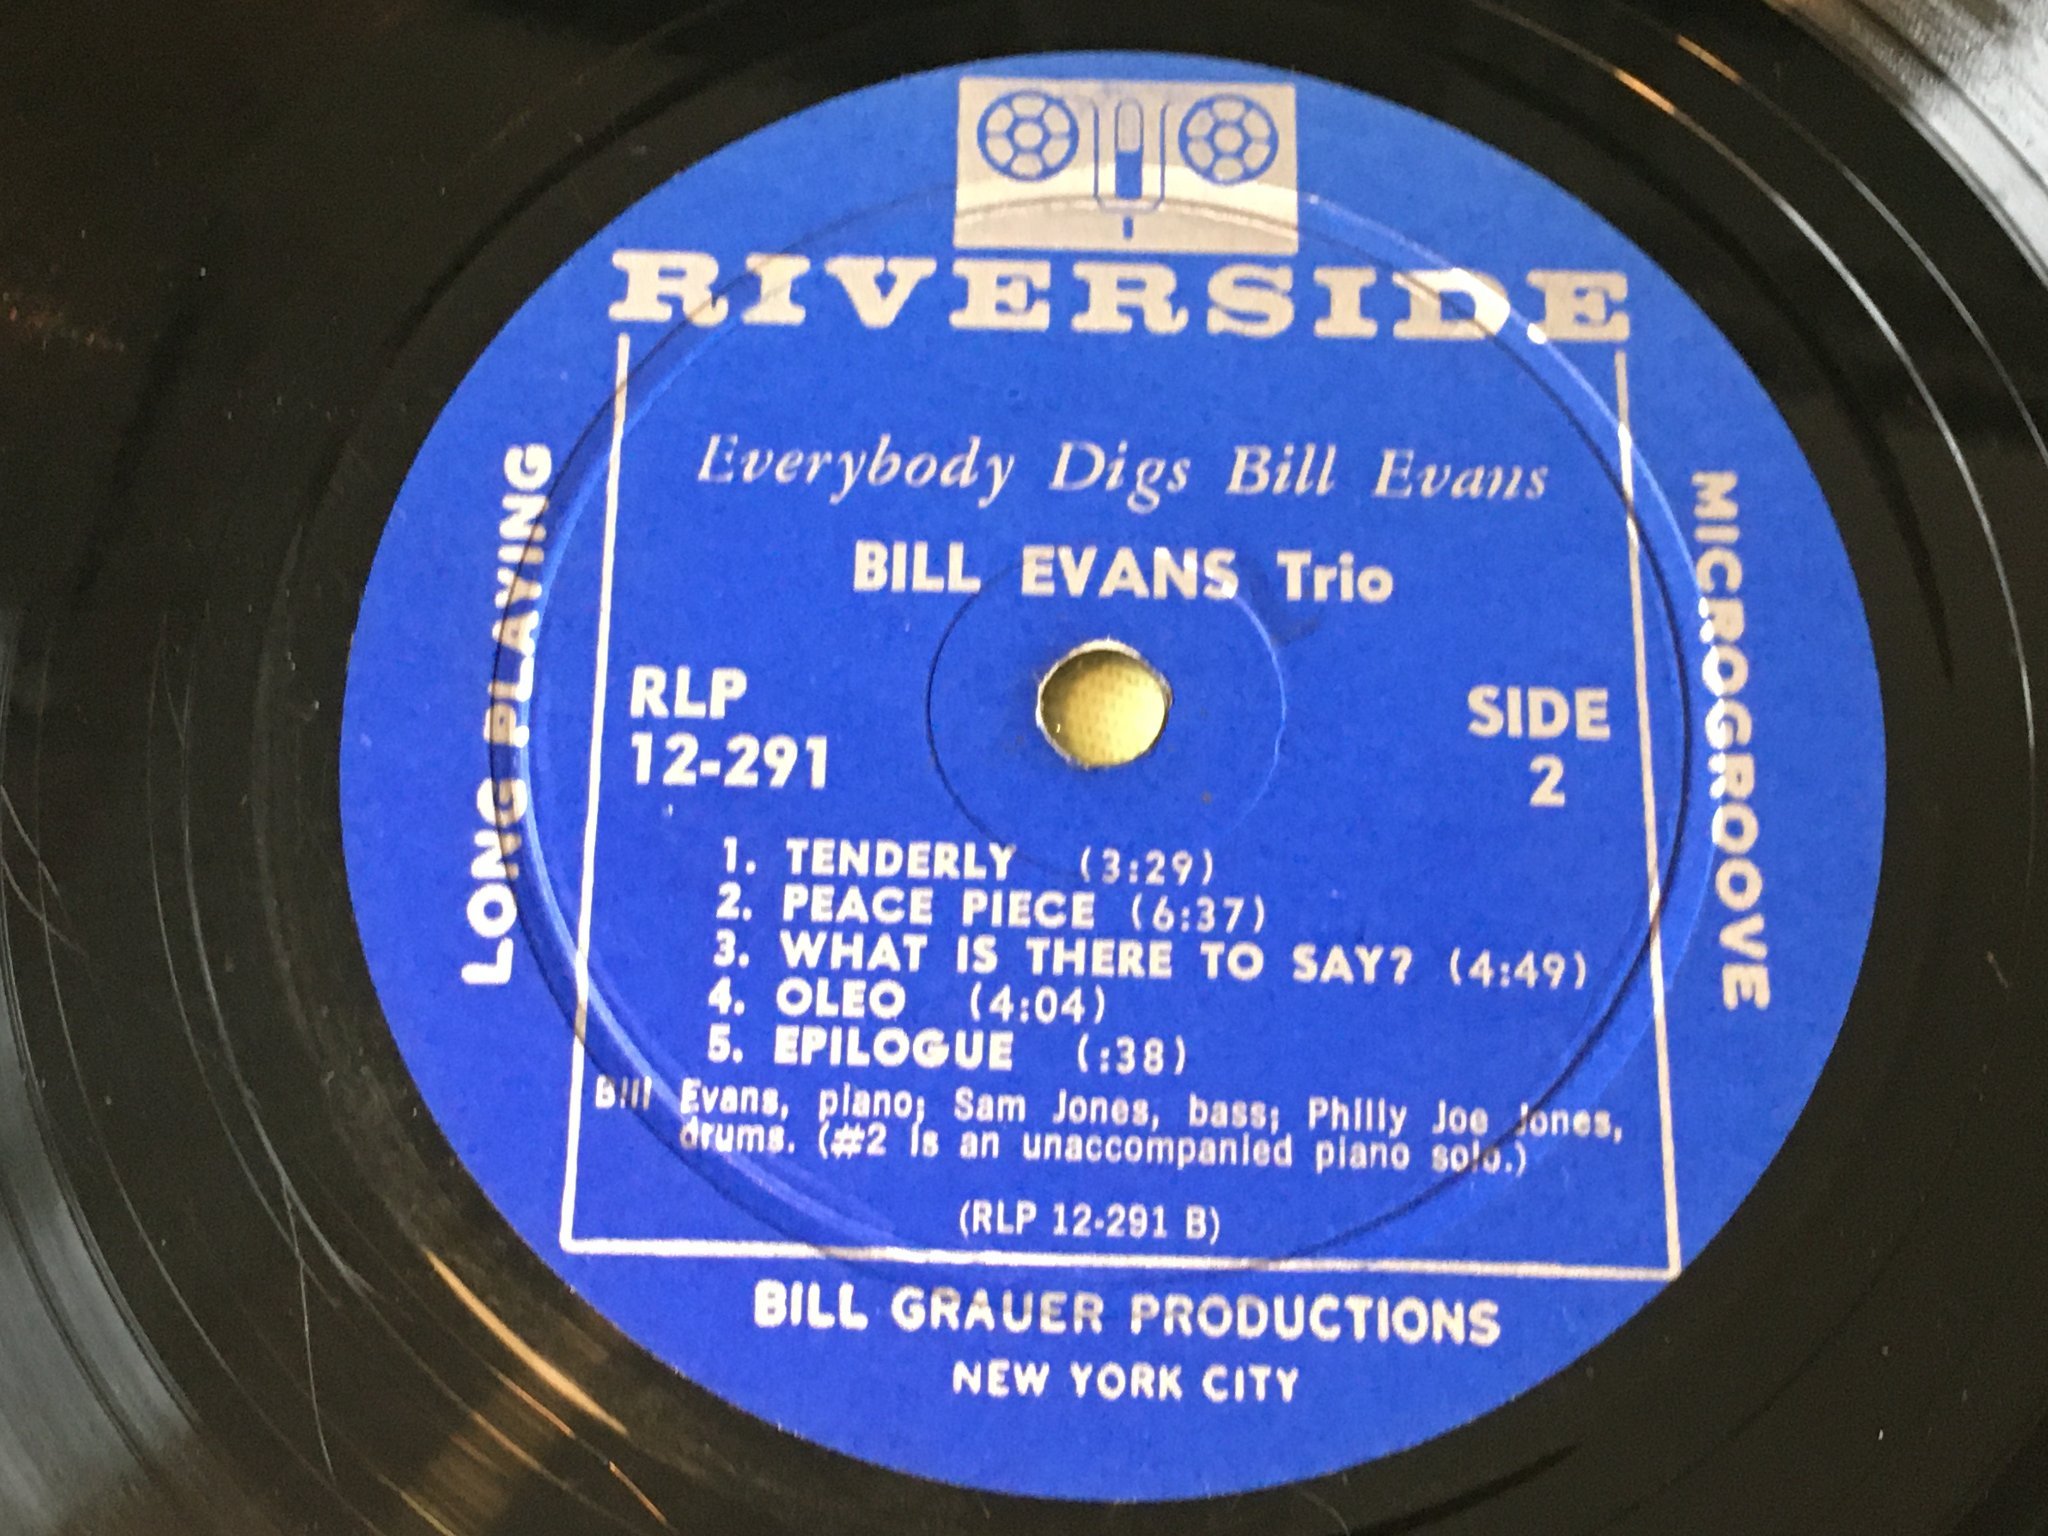 RIVERSIDE
Everybody Digs Bill Evans
BILL EVANS Trio
RLP
12-291
SIDE
2
1. TENDERLY (3:29)
2. PEACE PIECE (6:37)
3. WHAT IS THERE TO SAY? (4:49)
4. OLEO (4:04)
5. EPILOGUE (:38)
Bill Evans, piano; Sam Jones, bass; Philly Joe Jones,
drums. (#2 is an unaccompanied piano solo.)
(RLP 12-291 B)
LONG PLAYING
MICROGROOVE
BILL GRAUER PRODUCTIONS
NEW YORK CITY